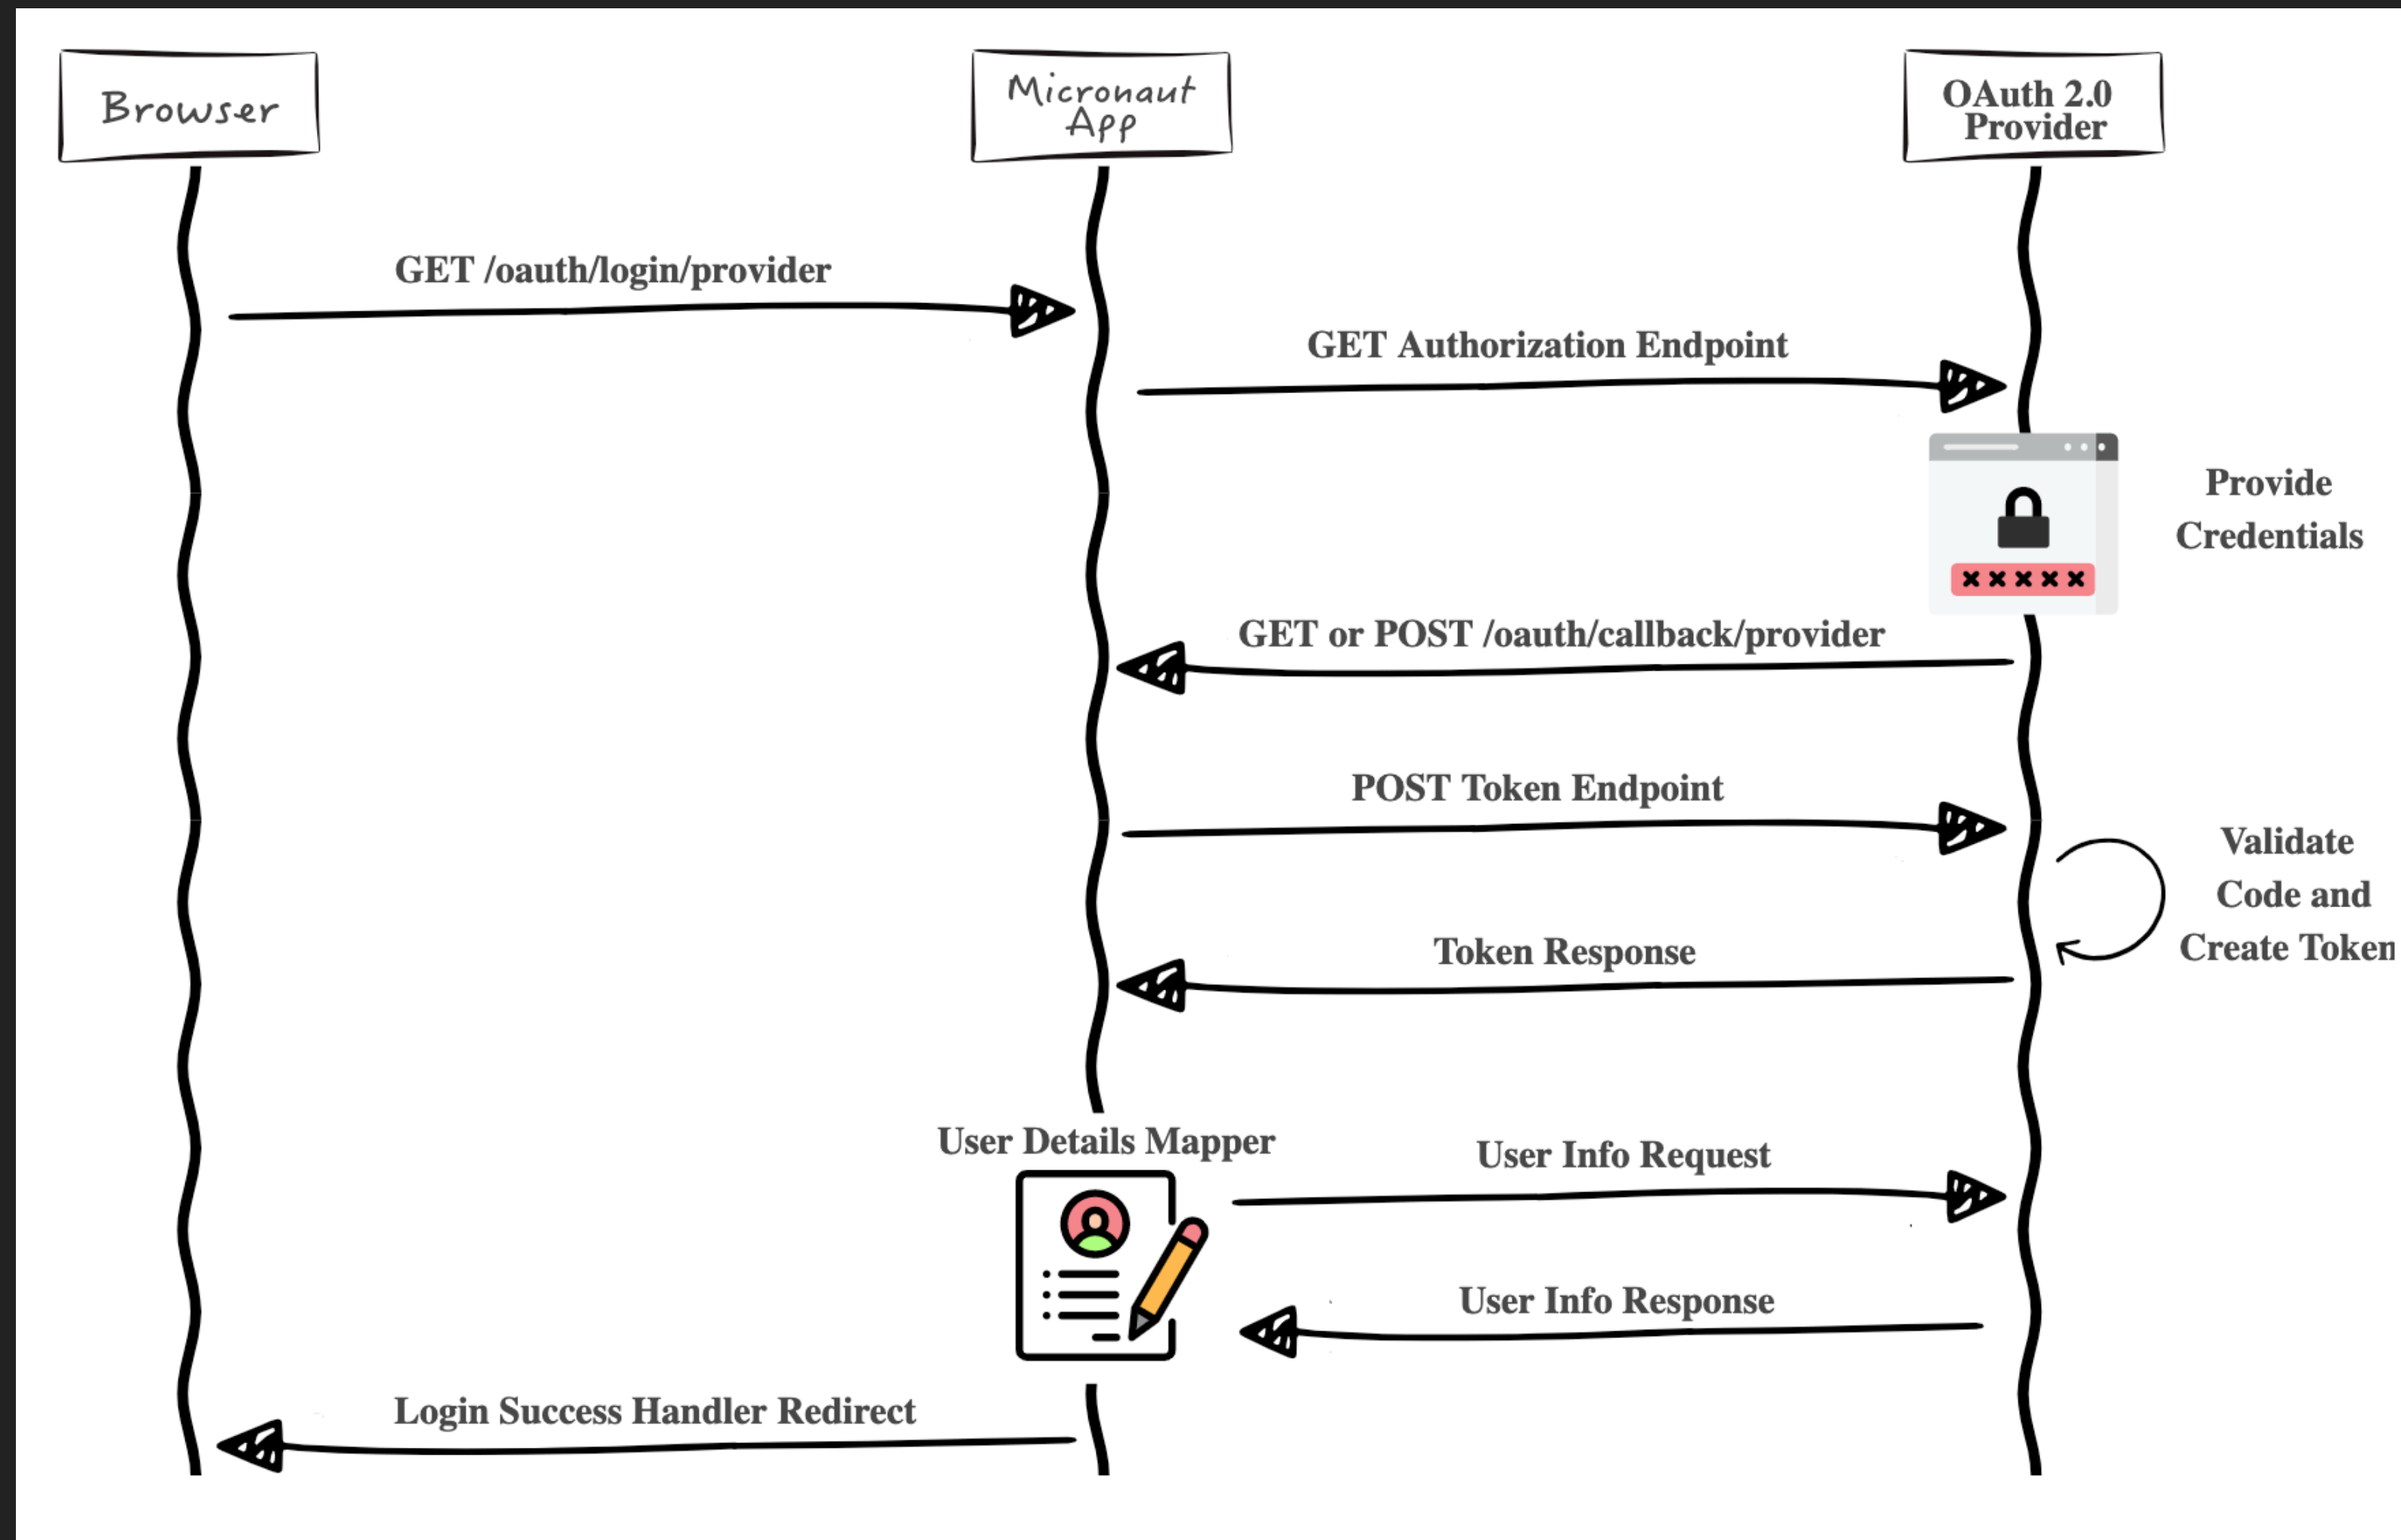 Browser
Micronaut
App
OAuth 2.0
Provider
GET /oauth/login/provider
GET Authorization Endpoint
Provide
Credentials
×××××
GET or POST /oauth/callback/provider
POST Token Endpoint
Validate
Code and
Create Token
Token Response
User Details Mapper
User Info Request
User Info Response
Login Success Handler Redirect